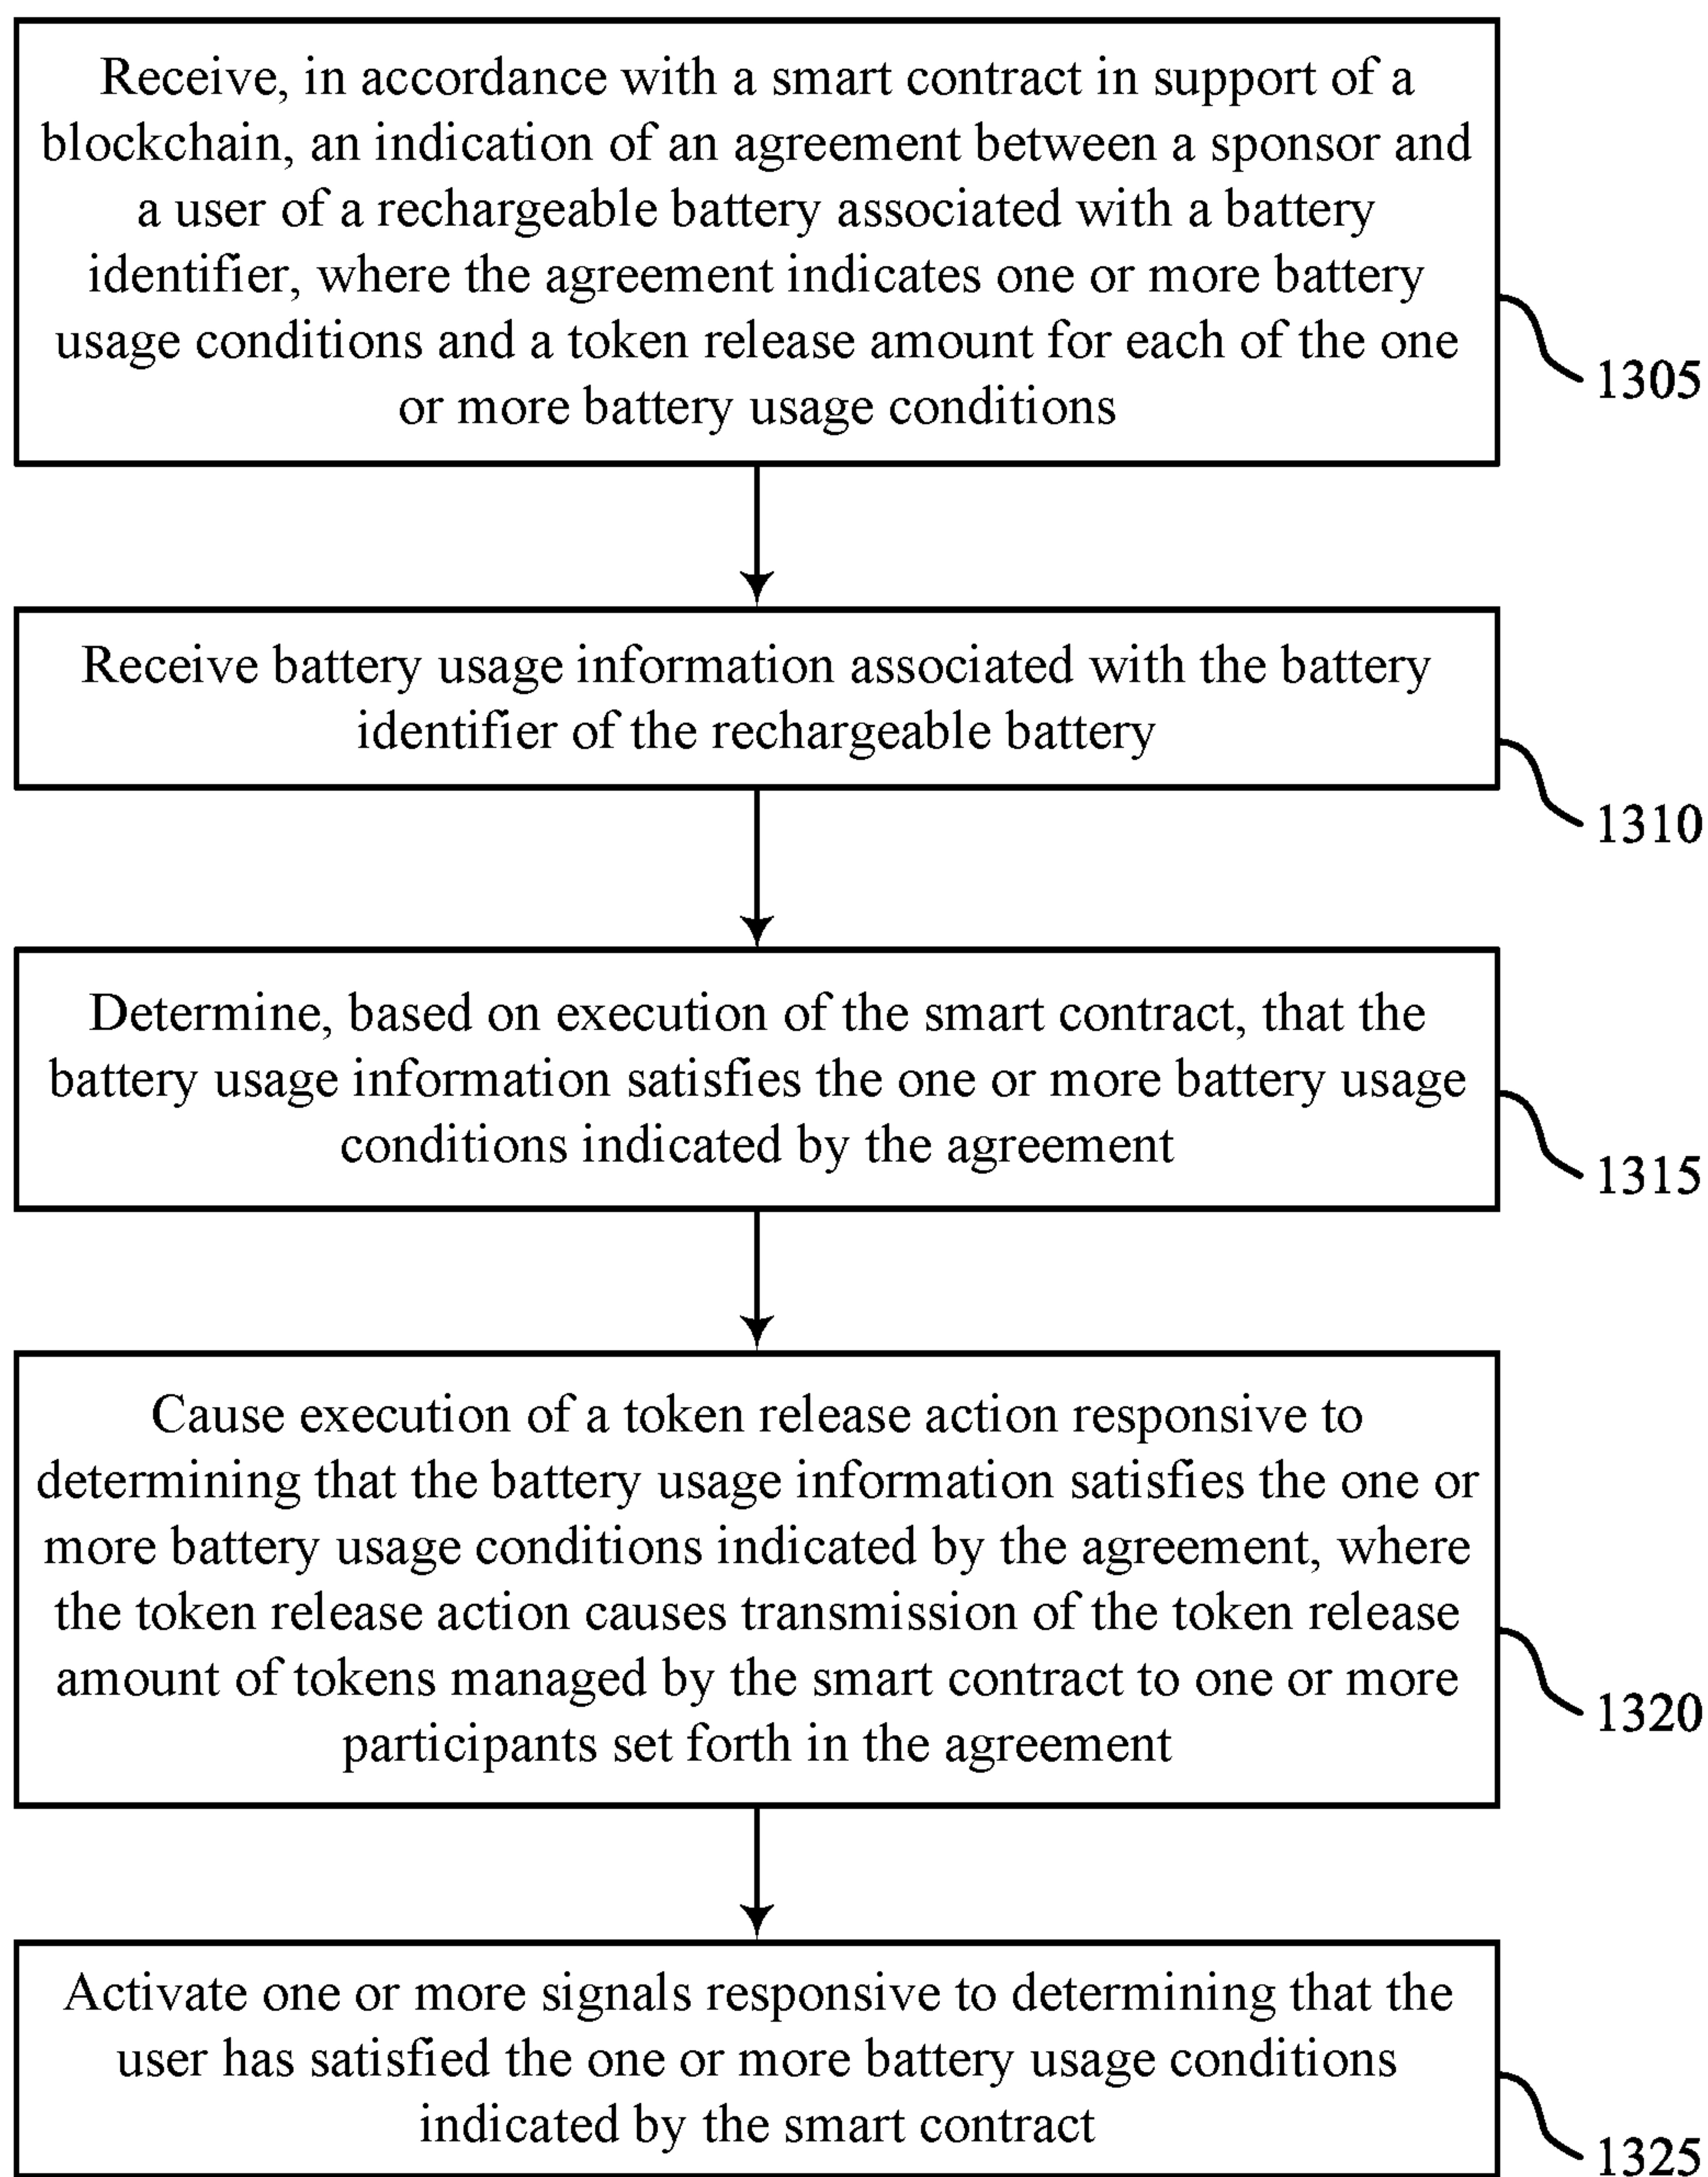 Receive, in accordance with a smart contract in support of a
blockchain, an indication of an agreement between a sponsor and
a user of a rechargeable battery associated with a battery
identifier, where the agreement indicates one or more battery
usage conditions and a token release amount for each of the one
or more battery usage conditions
1305
Receive battery usage information associated with the battery
identifier of the rechargeable battery
1310
Determine, based on execution of the smart contract, that the
battery usage information satisfies the one or more battery usage
conditions indicated by the agreement
1315
Cause execution of a token release action responsive to
determining that the battery usage information satisfies the one or
more battery usage conditions indicated by the agreement, where
the token release action causes transmission of the token release
amount of tokens managed by the smart contract to one or more
participants set forth in the agreement
1320
Activate one or more signals responsive to determining that the
user has satisfied the one or more battery usage conditions
indicated by the smart contract
1325